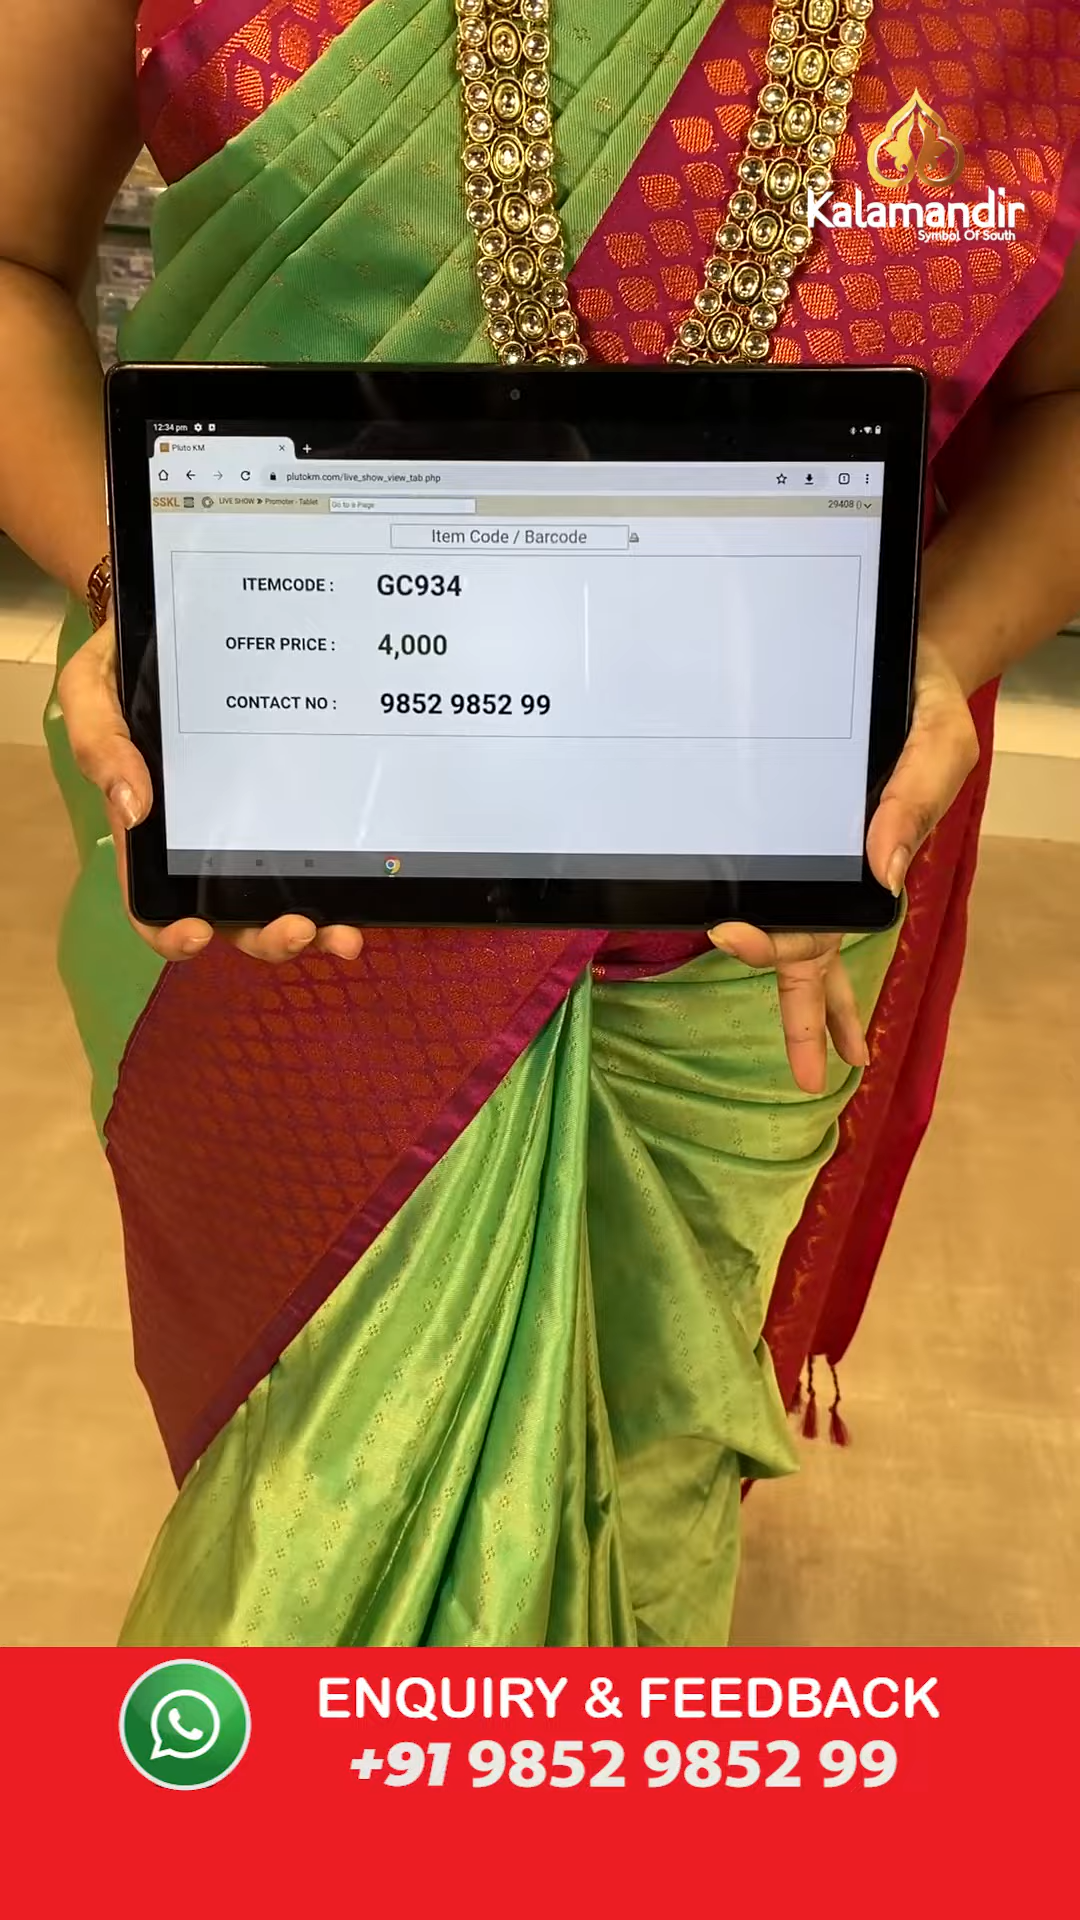 Kalamandir
Symbol Of South
12:34 pm
Pluto KM
plutokm.com/live_show_view_tab.php
SSKL
LIVE SHOW » Promoter - Tablet
Go to a Page
29408 ()
Item Code / Barcode
ITEMCODE : GC934
OFFER PRICE : 4,000
CONTACT NO : 9852 9852 99
ENQUIRY & FEEDBACK
+91 9852 9852 99